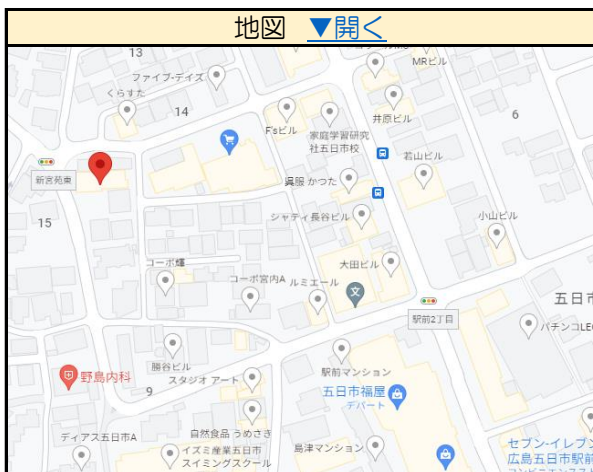 地図 ▼開く
13
MRビル
ファイブ・デイズ
くらすた
14
F'sビル
井原ビル
6
家庭学習研究
社五日市校
若山ビル
新宮苑東
呉服 かつた
15
シャティ長谷ビル
小山ビル
大田ビル
コーポ輝
コーポ宮内A
ルミエール
文
五日市
駅前2丁目
パチンコLE
勝谷ビル
駅前マンション
野島内科
スタジオ アート
9
五日市福屋
デパート
自然食品 うめさき
ディアス五日市A
イズミ産業五日市
スイミングスクール
島津マンション
セブン-イレブン
広島五日市駅前